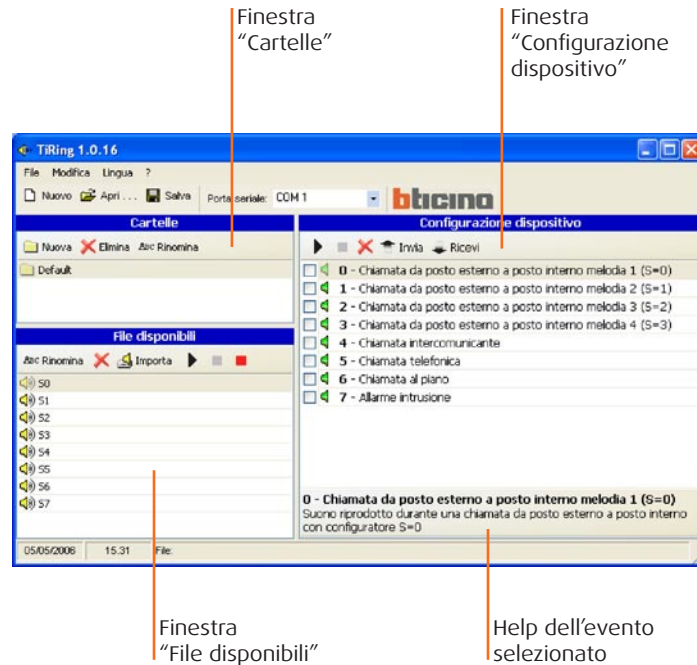 Finestra
“Cartelle”
Finestra
“Configurazione
dispositivo”
TiRing 1.0.16
File Modifica Lingua ?
Nuovo Apri ... Salva Porta seriale: COM 1 bticino
Cartelle
Nuova Elimina Abc Rinomina
Default
File disponibili
Abc Rinomina Importa
S0
S1
S2
S3
S4
S5
S6
S7
Configurazione dispositivo
Invia Ricevi
0 - Chiamata da posto esterno a posto interno melodia 1 (S=0)
1 - Chiamata da posto esterno a posto interno melodia 2 (S=1)
2 - Chiamata da posto esterno a posto interno melodia 3 (S=2)
3 - Chiamata da posto esterno a posto interno melodia 4 (S=3)
4 - Chiamata intercomunicante
5 - Chiamata telefonica
6 - Chiamata al piano
7 - Allarme intrusione
0 - Chiamata da posto esterno a posto interno melodia 1 (S=0)
Suono riprodotto durante una chiamata da posto esterno a posto interno
con configuratore S=0
05/05/2006 15.31 File:
Finestra
“File disponibili”
Help dell’evento
selezionato